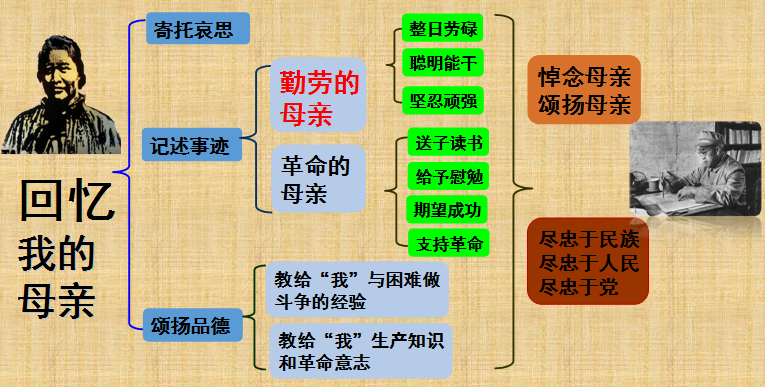 回忆
我的
母亲
寄托哀思
记述事迹
勤劳的
母亲
整日劳碌
聪明能干
坚忍顽强
革命的
母亲
送子读书
给予慰勉
期望成功
支持革命
颂扬品德
教给“我”与困难做
斗争的经验
教给“我”生产知识
和革命意志
悼念母亲
颂扬母亲
尽忠于民族
尽忠于人民
尽忠于党